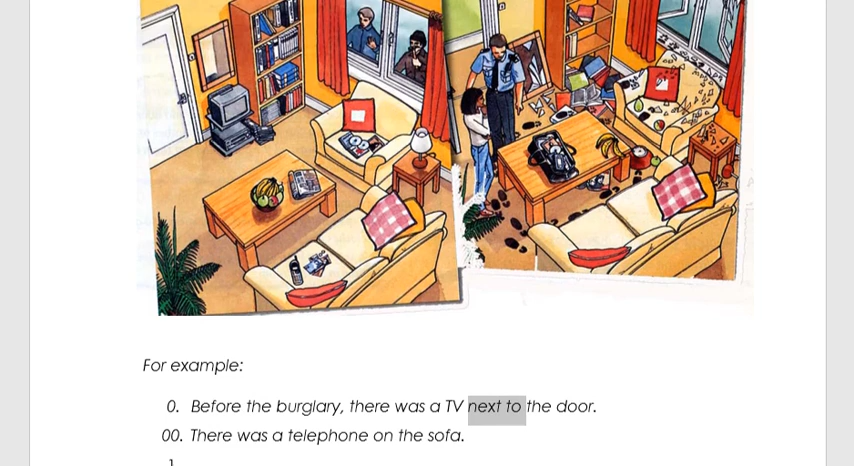 For example:
0. Before the burglary, there was a TV next to the door.
00. There was a telephone on the sofa.